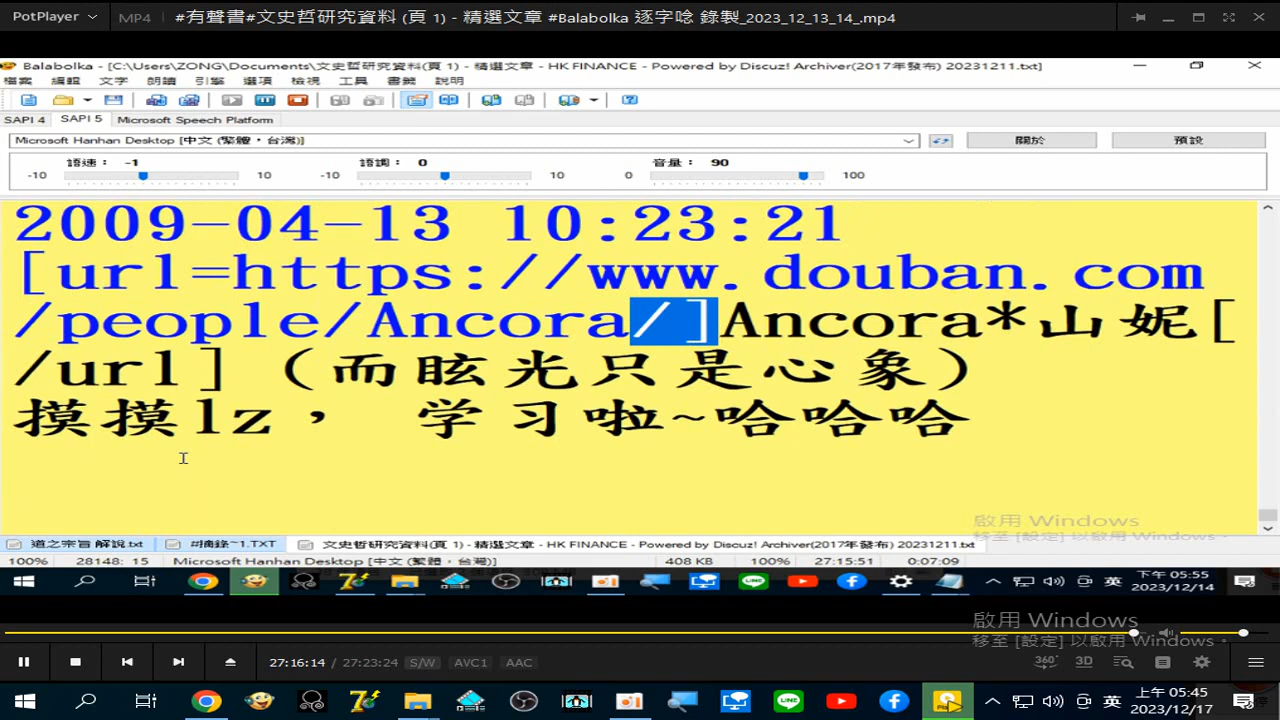 PotPlayer MP4 #有聲書#文史哲研究資料 (頁 1) - 精選文章 #Balabolka 逐字唸 錄製_2023_12_13_14_.mp4
Balabolka - [C:\Users\ZONG\Documents\文史哲研究資料(頁 1) - 精選文章 - HK FINANCE - Powered by Discuz! Archiver(2017年發布) 20231211.txt]
檔案 編輯 文字 朗讀 引擎 選項 檢視 工具 書籤 說明
SAPI 4 SAPI 5 Microsoft Speech Platform
Microsoft Hanhan Desktop [中文 (繁體，台灣)] 關於 預設
語速： -1 語調： 0 音量： 90
-10 10 -10 10 0 100
2009-04-13 10:23:21
[url=https://www.douban.com
/people/Ancora/]Ancora*山妮[
/url] (而眩光只是心象)
摸摸lz， 学习啦~哈哈哈
啟用 Windows
移至 [設定] 以啟用 Windows。
道之宗旨 解說.txt #摘錄~1.TXT 文史哲研究資料(頁 1) - 精選文章 - HK FINANCE - Powered by Discuz! Archiver(2017年發布) 20231211.txt
100% 28148: 15 Microsoft Hanhan Desktop [中文 (繁體，台灣)] 408 KB 100% 27:15:51 0:07:09
英 下午 05:55
2023/12/14
啟用 Windows
移至 [設定] 以啟用 Windows。
27:16:14 / 27:23:24 S/W AVC1 AAC 360° 3D
英 上午 05:45
2023/12/17